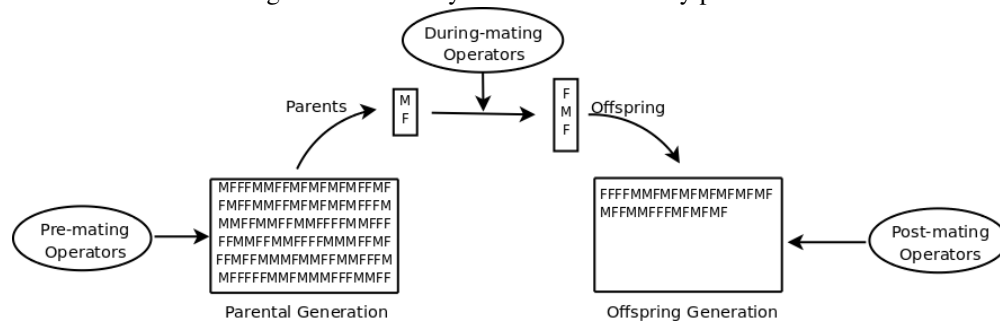 During-mating
Operators
Parents
M
F
F
M
F
Offspring
Pre-mating
Operators
MFFFMMFFMFMFMFMFFMF
FMFFMMFFMFMFMFMFFFM
MMFFMMFFMMFFFFMMFFF
FFMMFFMMFFFFMMMFFMF
FFMFFMMMFMMFFMMFFFM
MFFFFFMMFMMMFFFMMFF
Parental Generation
FFFFMMFMFMFMFMFMFMF
MFFMMFFFMFMFMF
Offspring Generation
Post-mating
Operators